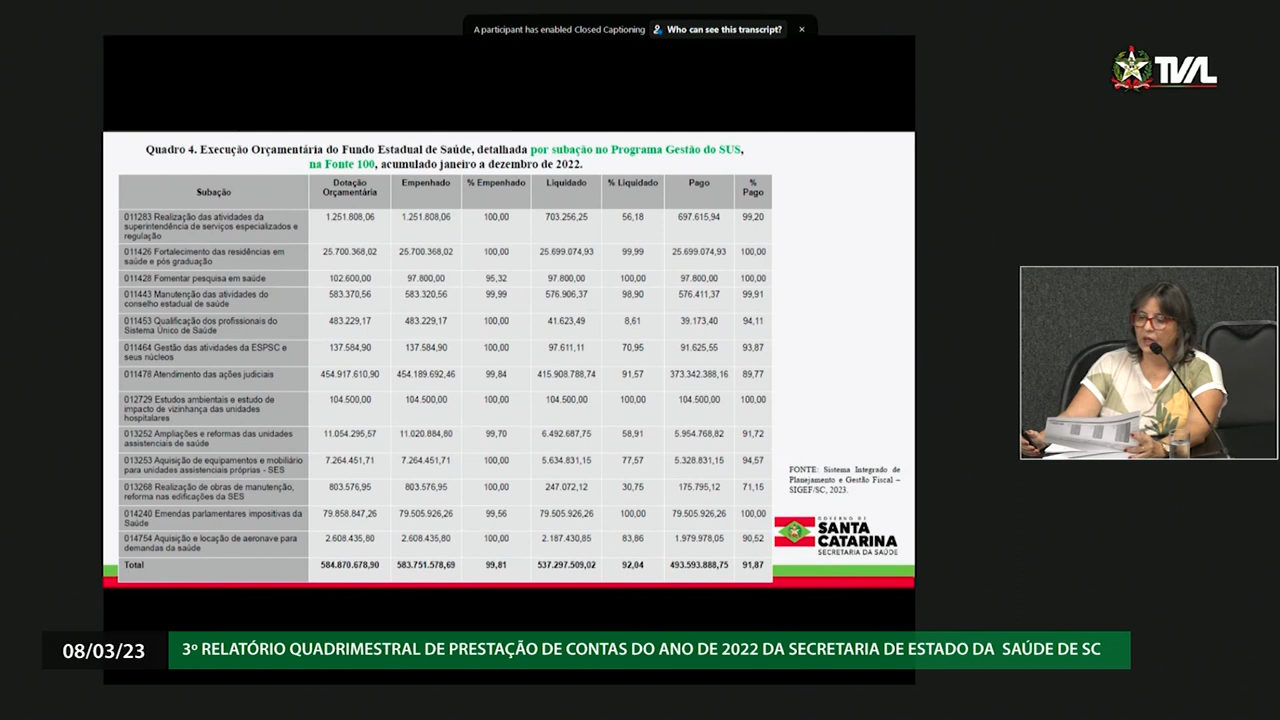 A participant has enabled Closed Captioning Who can see this transcript? ×
TVAL
Quadro 4. Execução Orçamentária do Fundo Estadual de Saúde, detalhada por subação no Programa Gestão do SUS,
na Fonte 100, acumulado janeiro a dezembro de 2022.
Subação Dotação Orçamentária Empenhado % Empenhado Liquidado % Liquidado Pago % Pago
011283 Realização das atividades da superintendência de serviços especializados e regulação 1.251.808,06 1.251.808,06 100,00 703.256,25 56,18 697.615,94 99,20
011426 Fortalecimento das residências em saúde e pós graduação 25.700.368,02 25.700.368,02 100,00 25.699.074,93 99,99 25.699.074,93 100,00
011428 Fomentar pesquisa em saúde 102.600,00 97.800,00 95,32 97.800,00 100,00 97.800,00 100,00
011443 Manutenção das atividades do conselho estadual de saúde 583.370,56 583.320,56 99,99 576.906,37 98,90 576.411,37 99,91
011453 Qualificação dos profissionais do Sistema Único de Saúde 483.229,17 483.229,17 100,00 41.623,49 8,61 39.173,40 94,11
011464 Gestão das atividades da ESPSC e seus núcleos 137.584,90 137.584,90 100,00 97.611,11 70,95 91.625,55 93,87
011478 Atendimento das ações judiciais 454.917.610,90 454.189.692,46 99,84 415.908.788,74 91,57 373.342.388,16 89,77
012729 Estudos ambientais e estudo de impacto de vizinhança das unidades hospitalares 104.500,00 104.500,00 100,00 104.500,00 100,00 104.500,00 100,00
013252 Ampliações e reformas das unidades assistenciais de saúde 11.054.295,57 11.020.884,80 99,70 6.492.687,75 58,91 5.954.768,82 91,72
013253 Aquisição de equipamentos e mobiliário para unidades assistenciais próprias - SES 7.264.451,71 7.264.451,71 100,00 5.634.831,15 77,57 5.328.831,15 94,57
013268 Realização de obras de manutenção, reforma nas edificações da SES 803.576,95 803.576,95 100,00 247.072,12 30,75 175.795,12 71,15
014240 Emendas parlamentares impositivas da Saúde 79.858.847,26 79.505.926,26 99,56 79.505.926,26 100,00 79.505.926,26 100,00
014754 Aquisição e locação de aeronave para demandas da saúde 2.608.435,80 2.608.435,80 100,00 2.187.430,85 83,86 1.979.978,05 90,52
Total 584.870.678,90 583.751.578,69 99,81 537.297.509,02 92,04 493.593.888,75 91,87
FONTE: Sistema Integrado de
Planejamento e Gestão Fiscal –
SIGEF/SC, 2023.
GOVERNO DE
SANTA
CATARINA
SECRETARIA DA SAÚDE
08/03/23 3º RELATÓRIO QUADRIMESTRAL DE PRESTAÇÃO DE CONTAS DO ANO DE 2022 DA SECRETARIA DE ESTADO DA SAÚDE DE SC